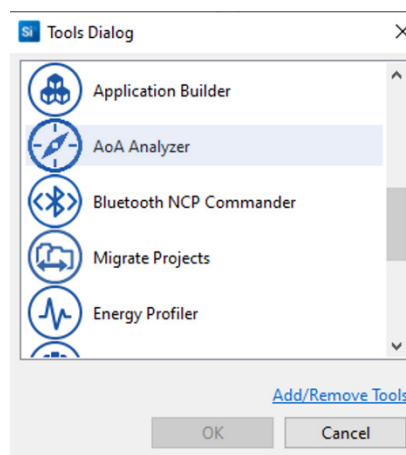 Si Tools Dialog
Application Builder
AoA Analyzer
Bluetooth NCP Commander
Migrate Projects
Energy Profiler
Add/Remove Tools
OK Cancel